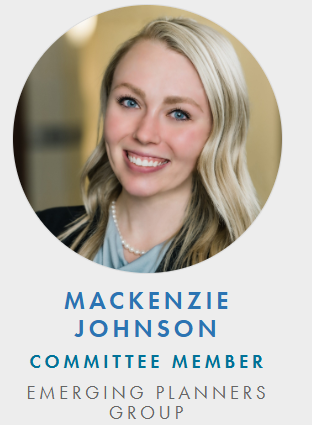 MACKENZIE
JOHNSON
COMMITTEE MEMBER
EMERGING PLANNERS
GROUP